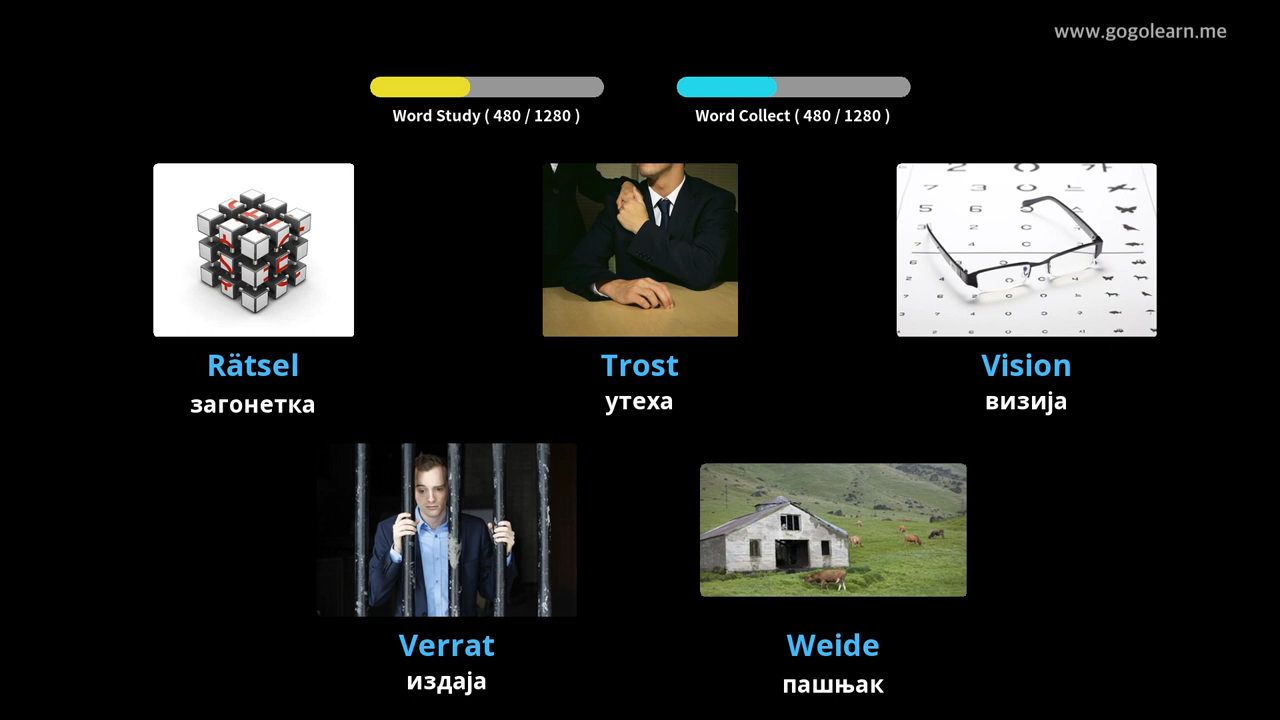 www.gogolearn.me
Word Study ( 480 / 1280 )
Word Collect ( 480 / 1280 )
Rätsel
загонетка
Trost
утеха
Vision
визија
Verrat
издаја
Weide
пашњак